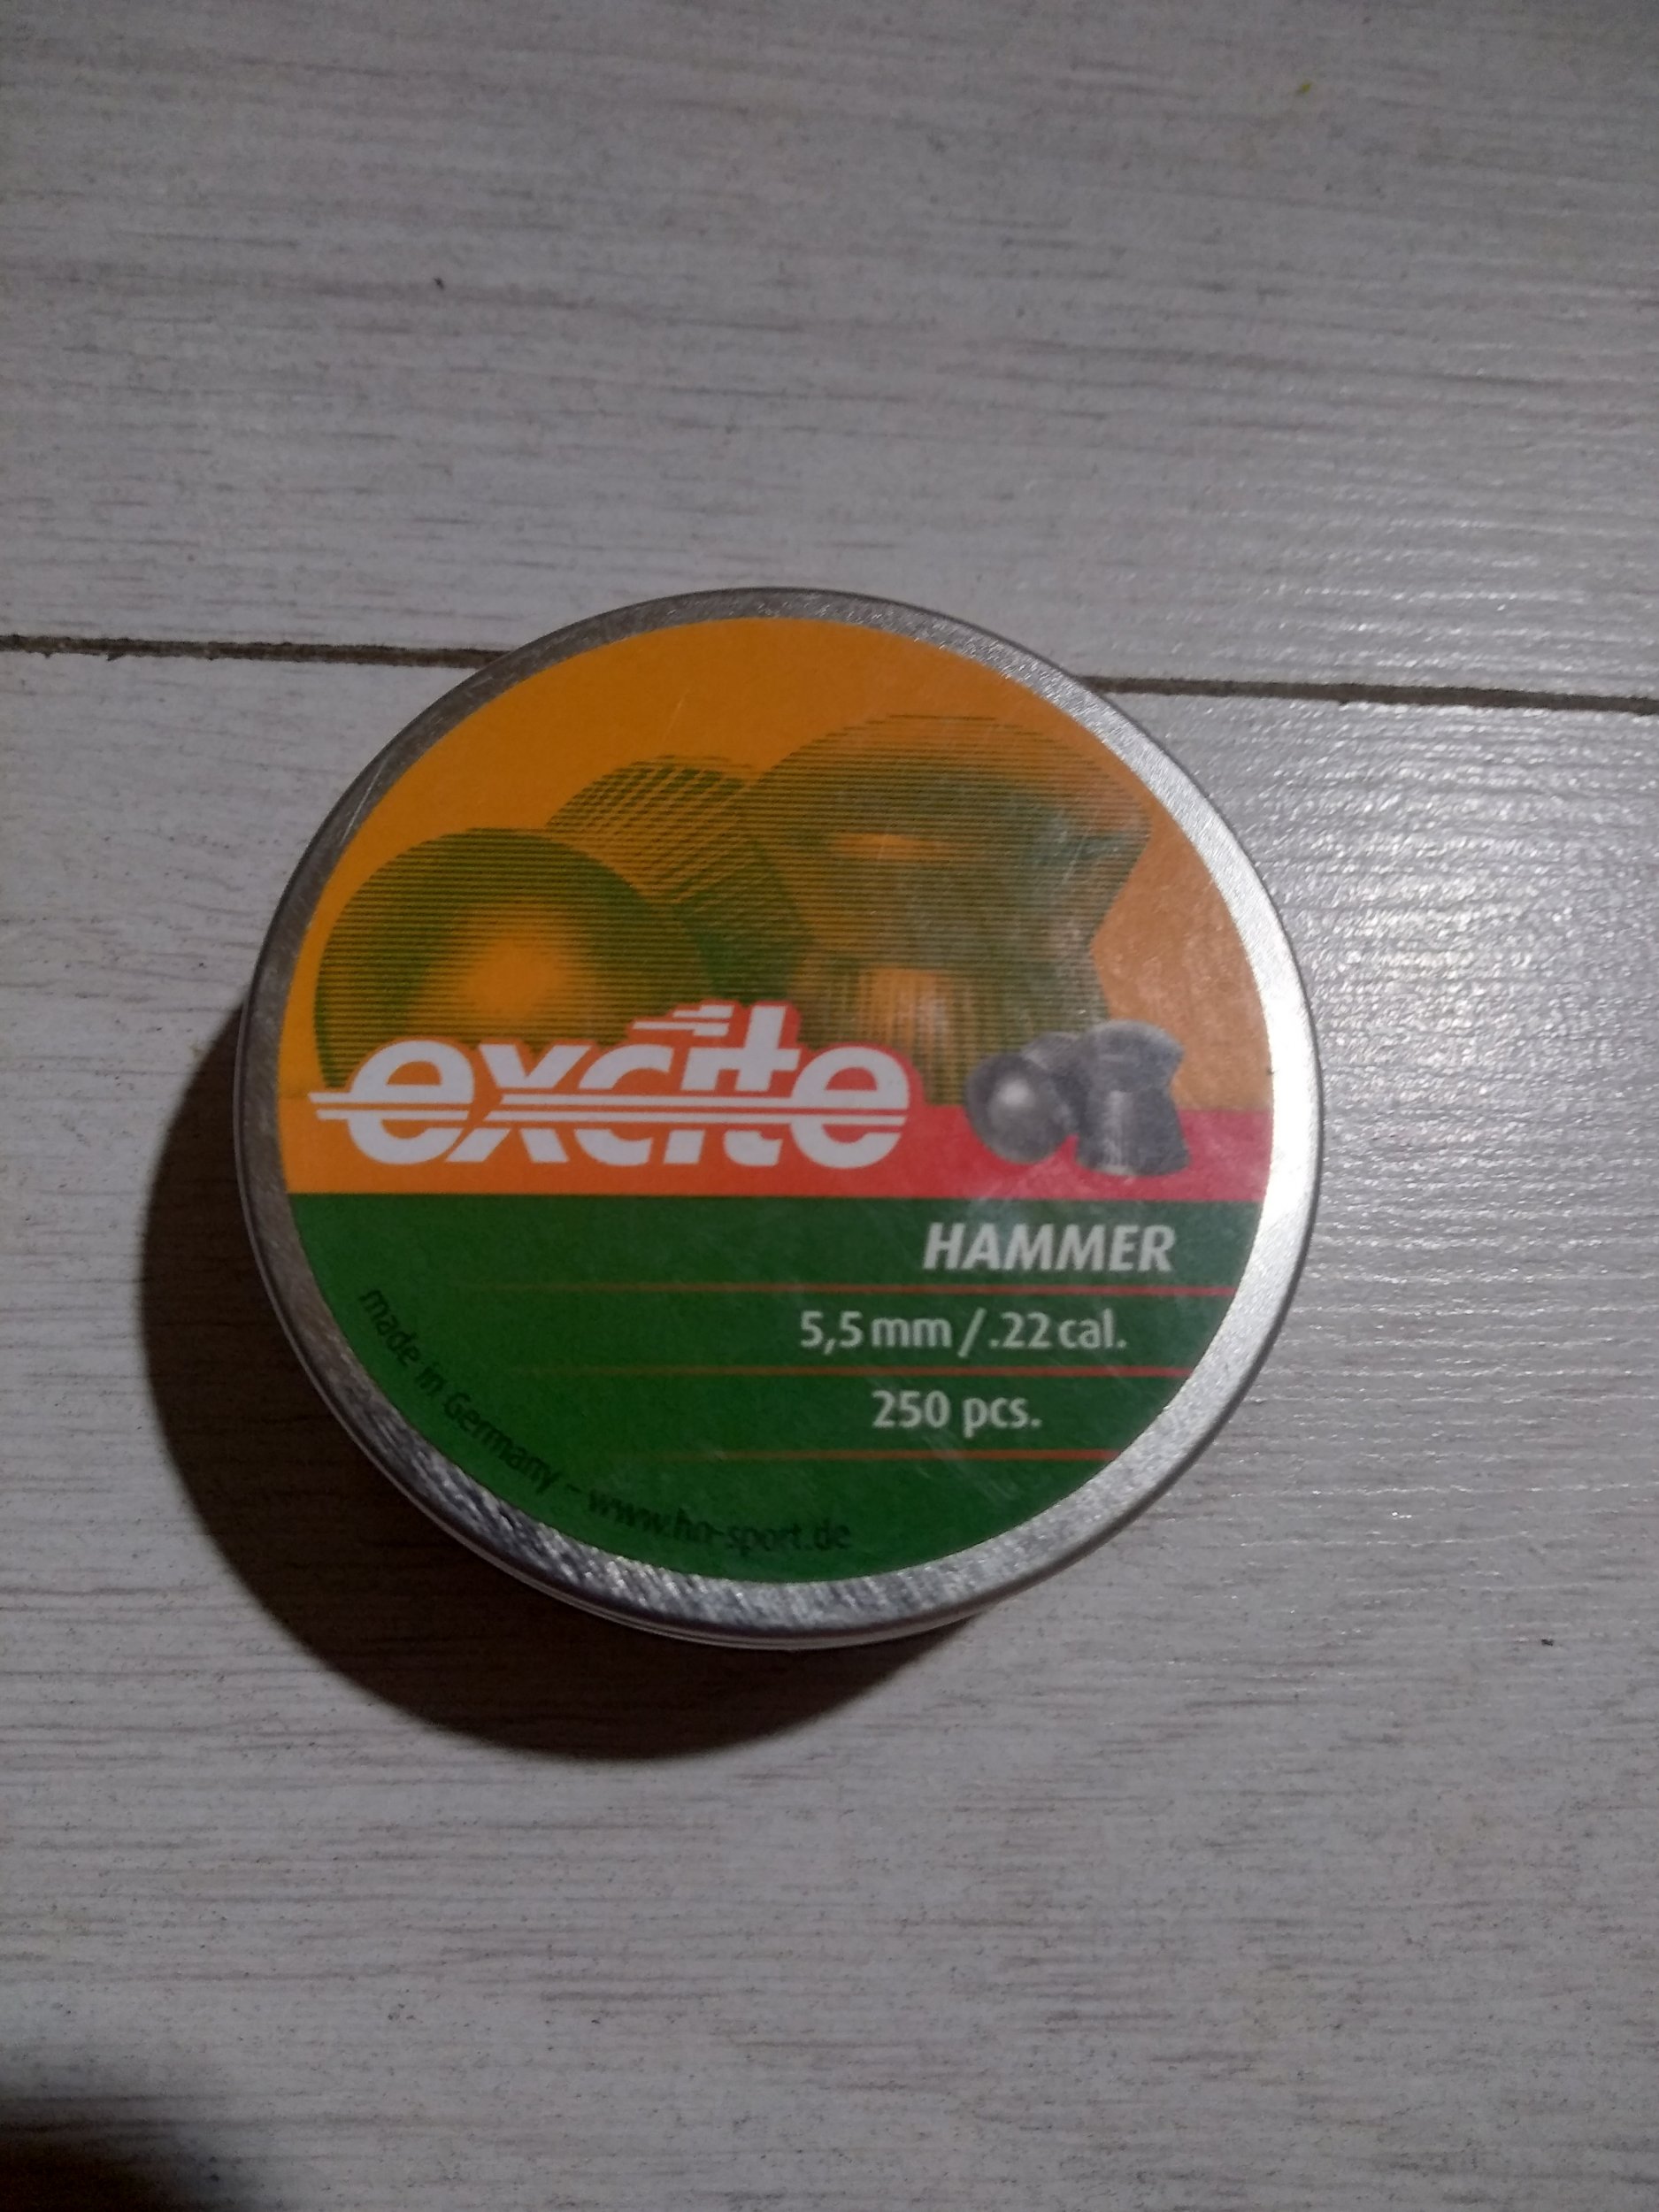 excite
HAMMER
5,5 mm / .22 cal.
250 pcs.
made in Germany - www.hn-sport.de